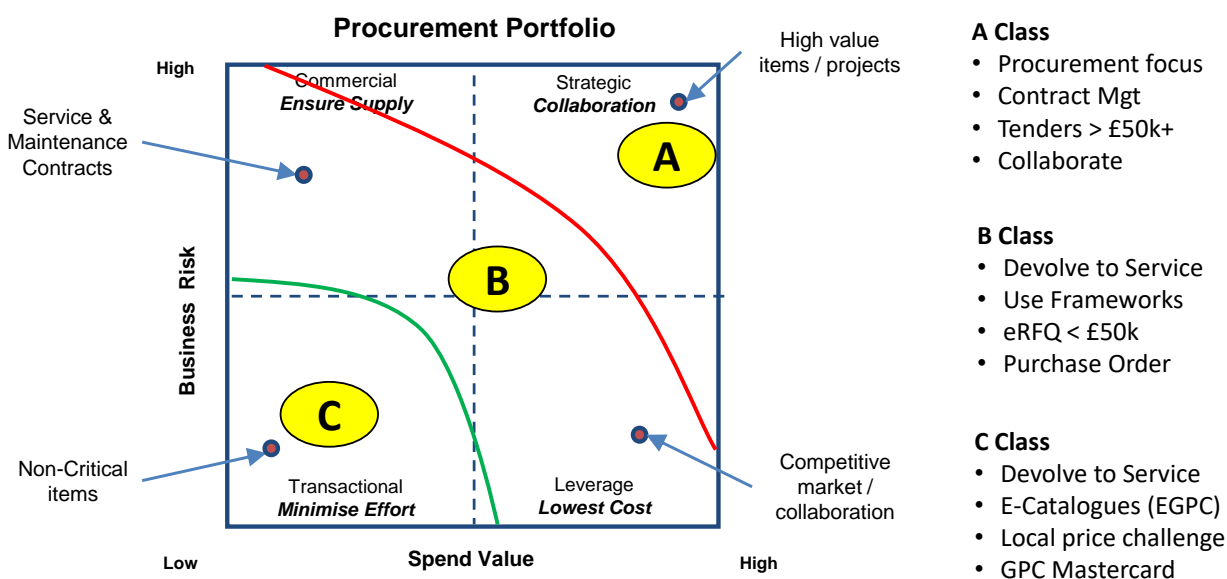 Procurement Portfolio
High
Commercial
Ensure Supply
Strategic
Collaboration
High value
items / projects
Service &
Maintenance
Contracts
A
B
C
Business Risk
Non-Critical
items
Transactional
Minimise Effort
Leverage
Lowest Cost
Competitive
market /
collaboration
Low
Spend Value
High
A Class
• Procurement focus
• Contract Mgt
• Tenders > £50k+
• Collaborate
B Class
• Devolve to Service
• Use Frameworks
• eRFQ < £50k
• Purchase Order
C Class
• Devolve to Service
• E-Catalogues (EGPC)
• Local price challenge
• GPC Mastercard